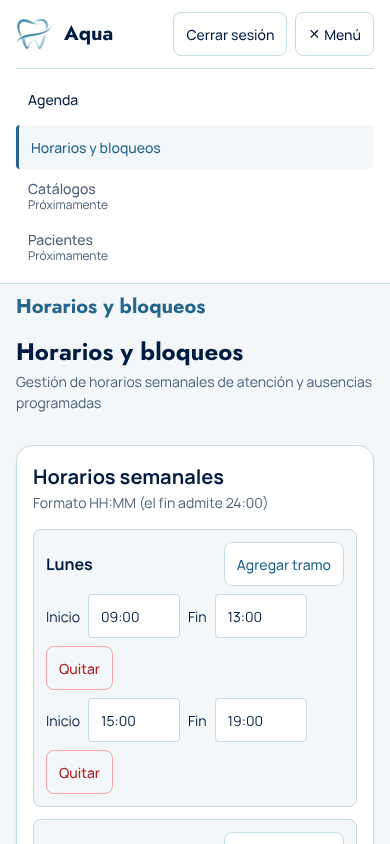 Aqua
Cerrar sesión
✕ Menú
Agenda
Horarios y bloqueos
Catálogos
Próximamente
Pacientes
Próximamente
Horarios y bloqueos
Horarios y bloqueos
Gestión de horarios semanales de atención y ausencias
programadas
Horarios semanales
Formato HH:MM (el fin admite 24:00)
Lunes
Agregar tramo
Inicio 09:00 Fin 13:00
Quitar
Inicio 15:00 Fin 19:00
Quitar